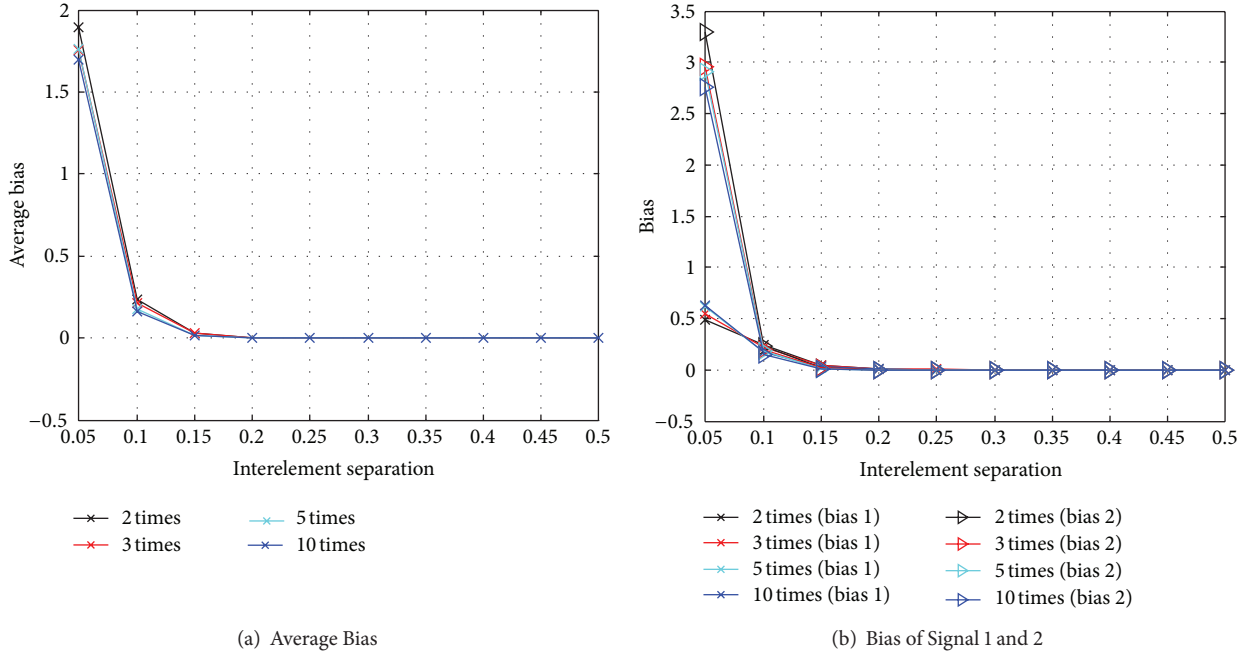 2
1.5
1
0.5
0
−0.5
Average bias
0.05 0.1 0.15 0.2 0.25 0.3 0.35 0.4 0.45 0.5
Interelement separation
2 times
3 times
5 times
10 times
(a) Average Bias
3.5
3
2.5
2
1.5
1
0.5
0
−0.5
Bias
0.05 0.1 0.15 0.2 0.25 0.3 0.35 0.4 0.45 0.5
Interelement separation
2 times (bias 1)
3 times (bias 1)
5 times (bias 1)
10 times (bias 1)
2 times (bias 2)
3 times (bias 2)
5 times (bias 2)
10 times (bias 2)
(b) Bias of Signal 1 and 2